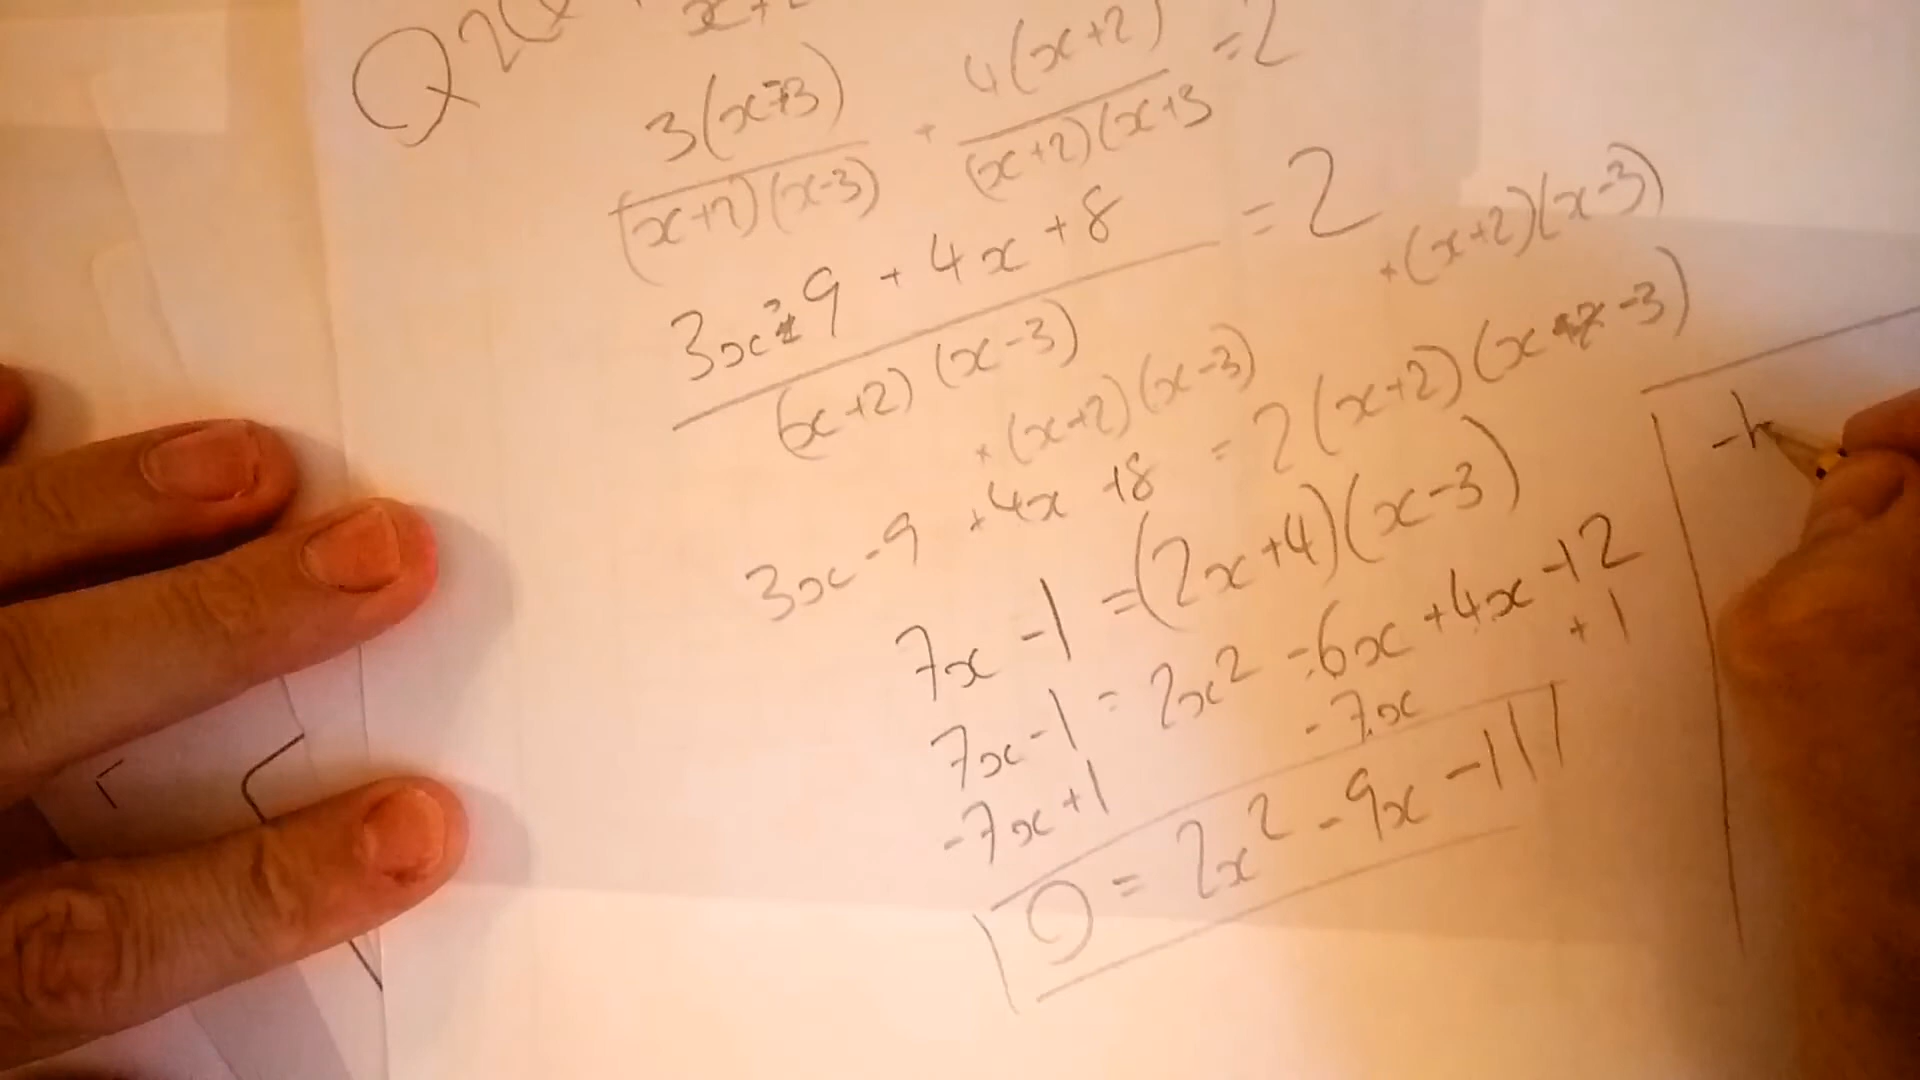 Q2(
x+2
3(x-3) / (x+2)(x-3) + 4(x+2) / (x+2)(x+3 = 2
3x-9 + 4x + 8 / (x+2)(x-3) = 2
×(x+2)(x-3) ×(x+2)(x-3)
3x-9 +4x +8 = 2(x+2)(x-3)
7x-1 = (2x+4)(x-3)
7x-1 = 2x² -6x +4x -12
-7x+1 -7x +1
0 = 2x² - 9x - 11